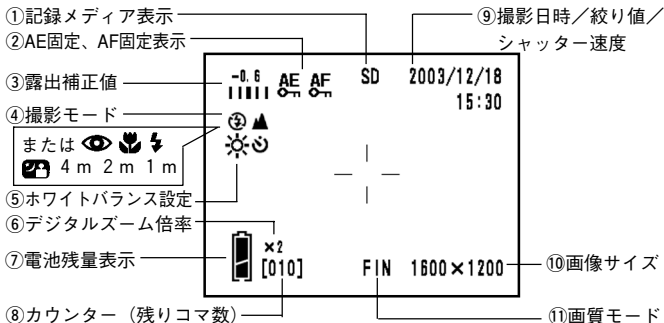 ①記録メディア表示
②AE固定、AF固定表示
③露出補正値
④撮影モード
または
4m 2m 1m
⑤ホワイトバランス設定
⑥デジタルズーム倍率
⑦電池残量表示
⑧カウンター（残りコマ数）
-0.6 AE AF SD 2003/12/18
15:30
×2
[010] FIN 1600×1200
⑨撮影日時／絞り値／
シャッター速度
⑩画像サイズ
⑪画質モード